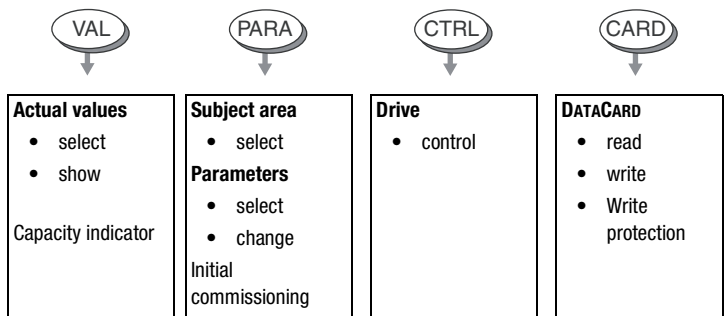 VAL
PARA
CTRL
CARD
Actual values
• select
• show
Capacity indicator
Subject area
• select
Parameters
• select
• change
Initial
commissioning
Drive
• control
DATACARD
• read
• write
• Write
protection